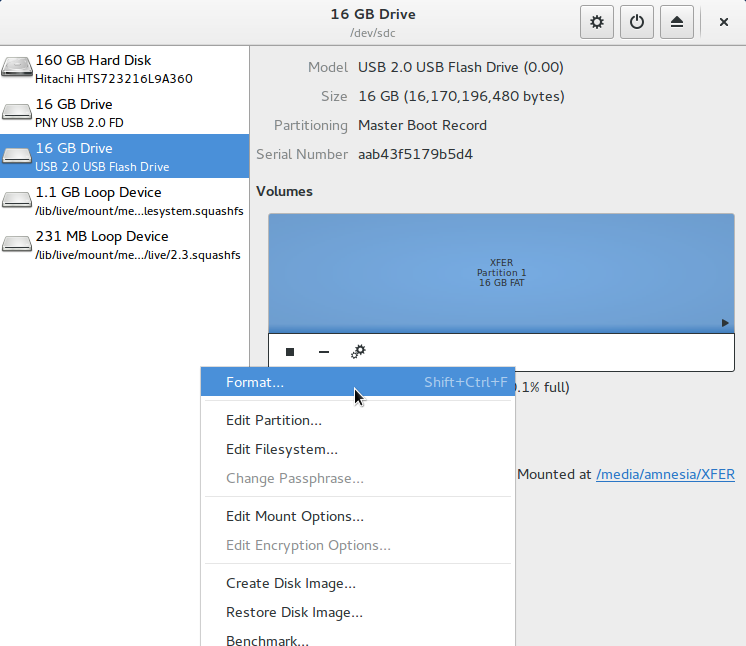 16 GB Drive
/dev/sdc
160 GB Hard Disk
Hitachi HTS723216L9A360
16 GB Drive
PNY USB 2.0 FD
16 GB Drive
USB 2.0 USB Flash Drive
1.1 GB Loop Device
/lib/live/mount/me...lesystem.squashfs
231 MB Loop Device
/lib/live/mount/me.../live/2.3.squashfs
Model USB 2.0 USB Flash Drive (0.00)
Size 16 GB (16,170,196,480 bytes)
Partitioning Master Boot Record
Serial Number aab43f5179b5d4
Volumes
XFER
Partition 1
16 GB FAT
.1% full)
Mounted at /media/amnesia/XFER
Format... Shift+Ctrl+F
Edit Partition...
Edit Filesystem...
Change Passphrase...
Edit Mount Options...
Edit Encryption Options...
Create Disk Image...
Restore Disk Image...
Benchmark...